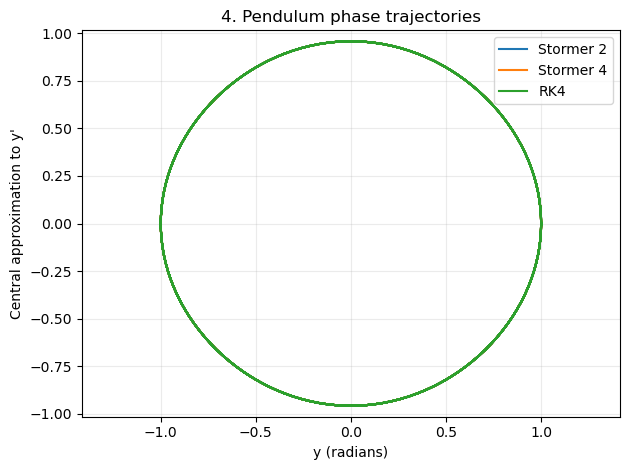 4. Pendulum phase trajectories
Stormer 2
Stormer 4
RK4
Central approximation to y'
1.00
0.75
0.50
0.25
0.00
−0.25
−0.50
−0.75
−1.00
−1.0
−0.5
0.0
0.5
1.0
y (radians)